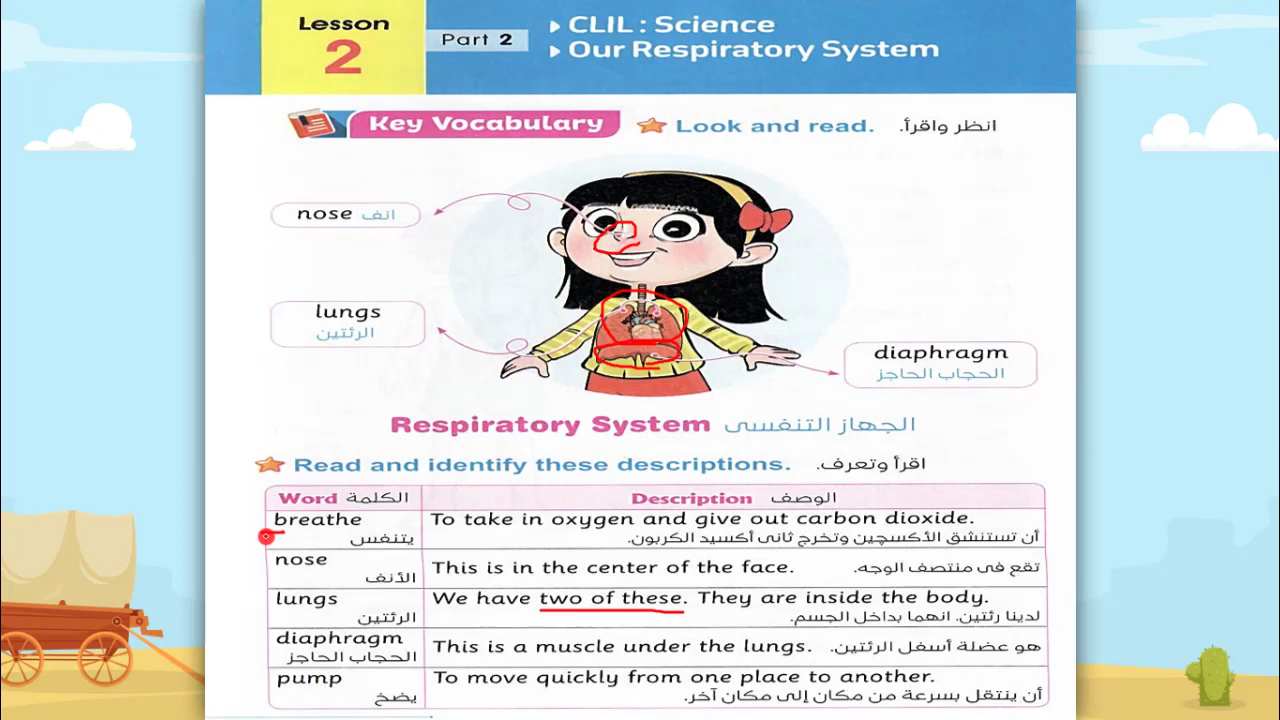 Lesson
2
Part 2
CLIL : Science
Our Respiratory System
Key Vocabulary
Look and read. انظر واقرأ.
nose انف
lungs
الرئتين
diaphragm
الحجاب الحاجز
Respiratory System الجهاز التنفسى
Read and identify these descriptions. اقرأ وتعرف.
Word الكلمة Description الوصف
breathe
يتنفس
To take in oxygen and give out carbon dioxide.
أن تستنشق الأكسچين وتخرج ثانى أكسيد الكربون.
nose
الأنف
This is in the center of the face. تقع فى منتصف الوجه.
lungs
الرئتين
We have two of these. They are inside the body.
لدينا رئتين. انهما بداخل الجسم.
diaphragm
الحجاب الحاجز
This is a muscle under the lungs. هو عضلة أسفل الرئتين.
pump
يضخ
To move quickly from one place to another.
أن ينتقل بسرعة من مكان إلى مكان آخر.